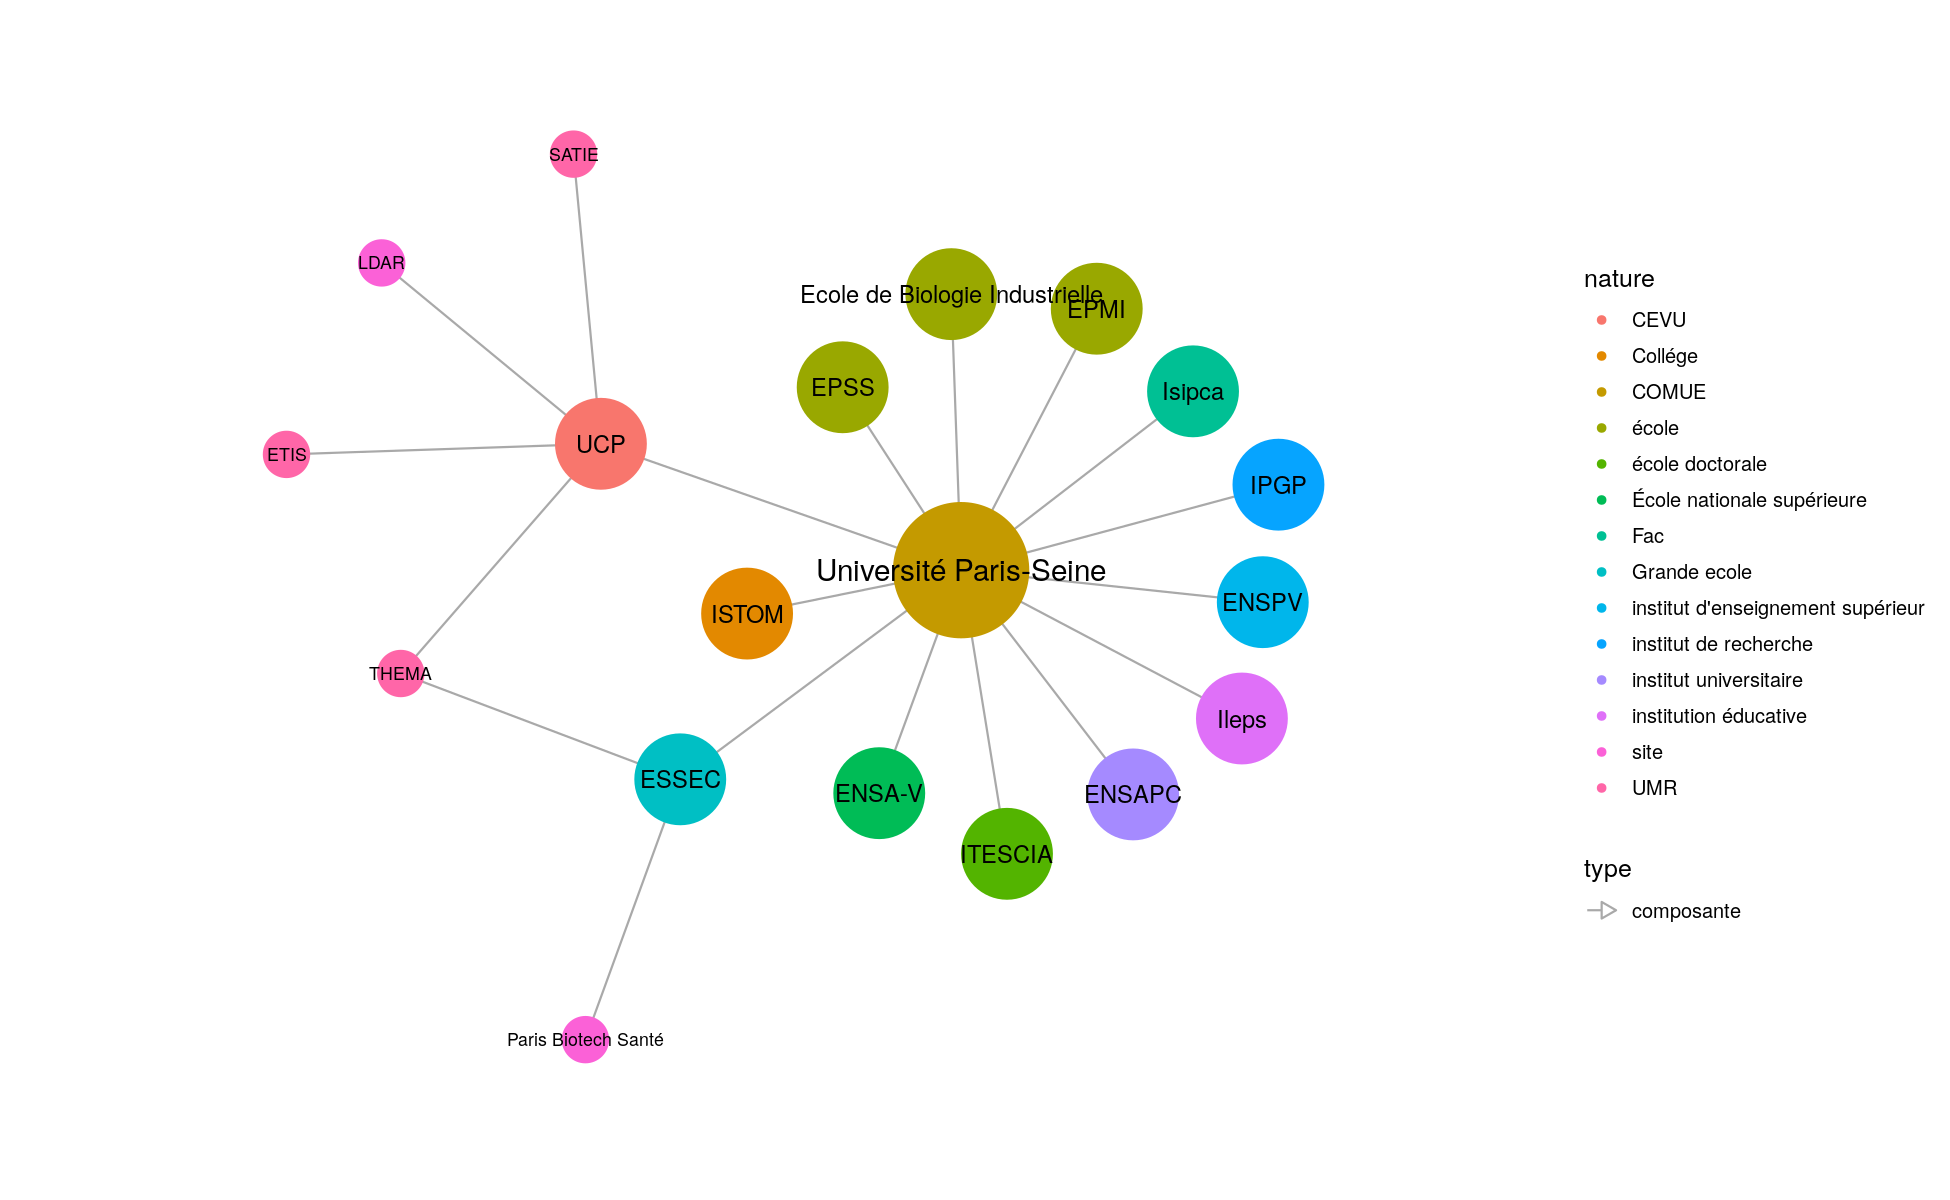 SATIE
LDAR
Ecole de Biologie Industrielle
EPMI
EPSS
Isipca
UCP
ETIS
IPGP
Université Paris-Seine
ENSPV
ISTOM
THEMA
Ileps
ESSEC
ENSA-V
ENSAPC
ITESCIA
Paris Biotech Santé
nature
CEVU
Collége
COMUE
école
école doctorale
École nationale supérieure
Fac
Grande ecole
institut d'enseignement supérieur
institut de recherche
institut universitaire
institution éducative
site
UMR
type
composante